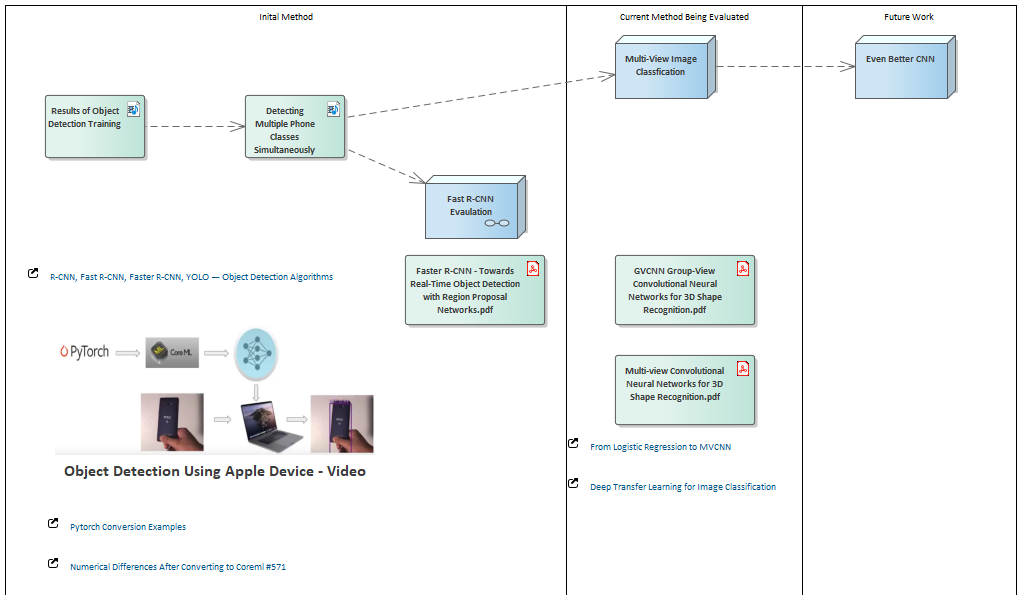 Inital Method
Current Method Being Evaluated
Future Work
Multi-View Image
Classfication
Even Better CNN
Results of Object
Detection Training
Detecting
Multiple Phone
Classes
Simultaneously
Fast R-CNN
Evaulation
R-CNN, Fast R-CNN, Faster R-CNN, YOLO — Object Detection Algorithms
Faster R-CNN - Towards
Real-Time Object Detection
with Region Proposal
Networks.pdf
GVCNN Group-View
Convolutional Neural
Networks for 3D Shape
Recognition.pdf
PyTorch
ML
Core ML
Multi-view Convolutional
Neural Networks for 3D
Shape Recognition.pdf
From Logistic Regression to MVCNN
Object Detection Using Apple Device - Video
Deep Transfer Learning for Image Classification
Pytorch Conversion Examples
Numerical Differences After Converting to Coreml #571